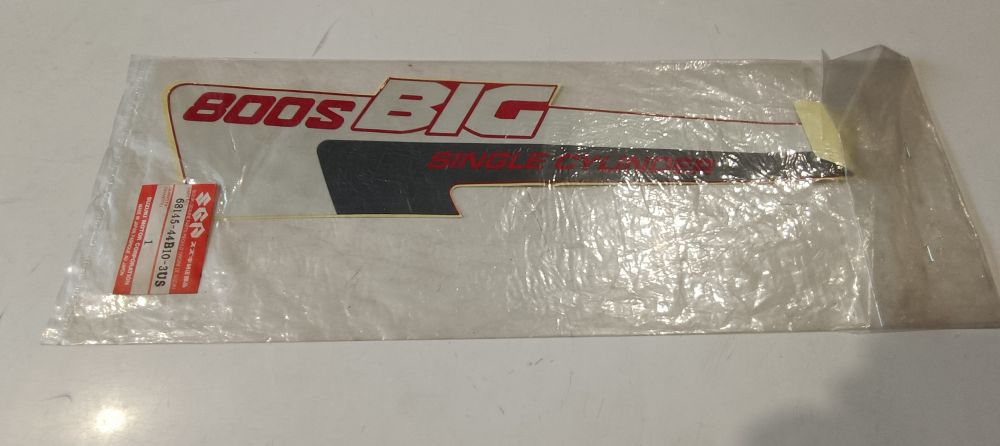 800S BIG
SINGLE CYLINDER
SGP
68145-44B10-3US
1
SUZUKI MOTOR CORPORATION